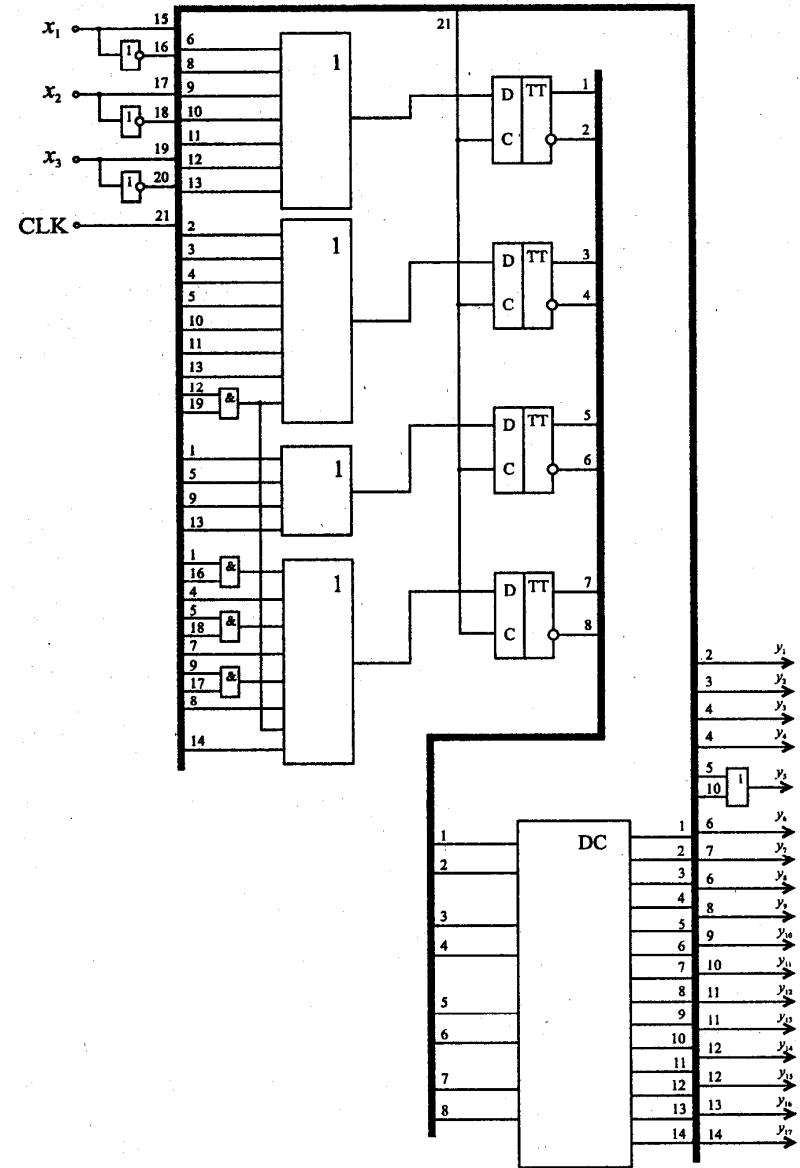 x₁ 15
1 16
x₂ 17
1 18
x₃ 19
1 20
CLK 21
21
6
8
9
10
11
12
13
1
2
3
4
5
10
11
13
12
19
&
1
1
5
9
13
1
1
16
&
4
5
18
&
7
9
17
&
8
14
1
D TT 1
C 2
D TT 3
C 4
D TT 5
C 6
D TT 7
C 8
2 y₁
3 y₂
4 y₃
4 y₄
5
10
1 y₅
6 y₆
7 y₇
6 y₈
8 y₉
9 y₁₀
10 y₁₁
11 y₁₂
11 y₁₃
12 y₁₄
12 y₁₅
13 y₁₆
14 y₁₇
1
2
3
4
5
6
7
8
DC
1
2
3
4
5
6
7
8
9
10
11
12
13
14